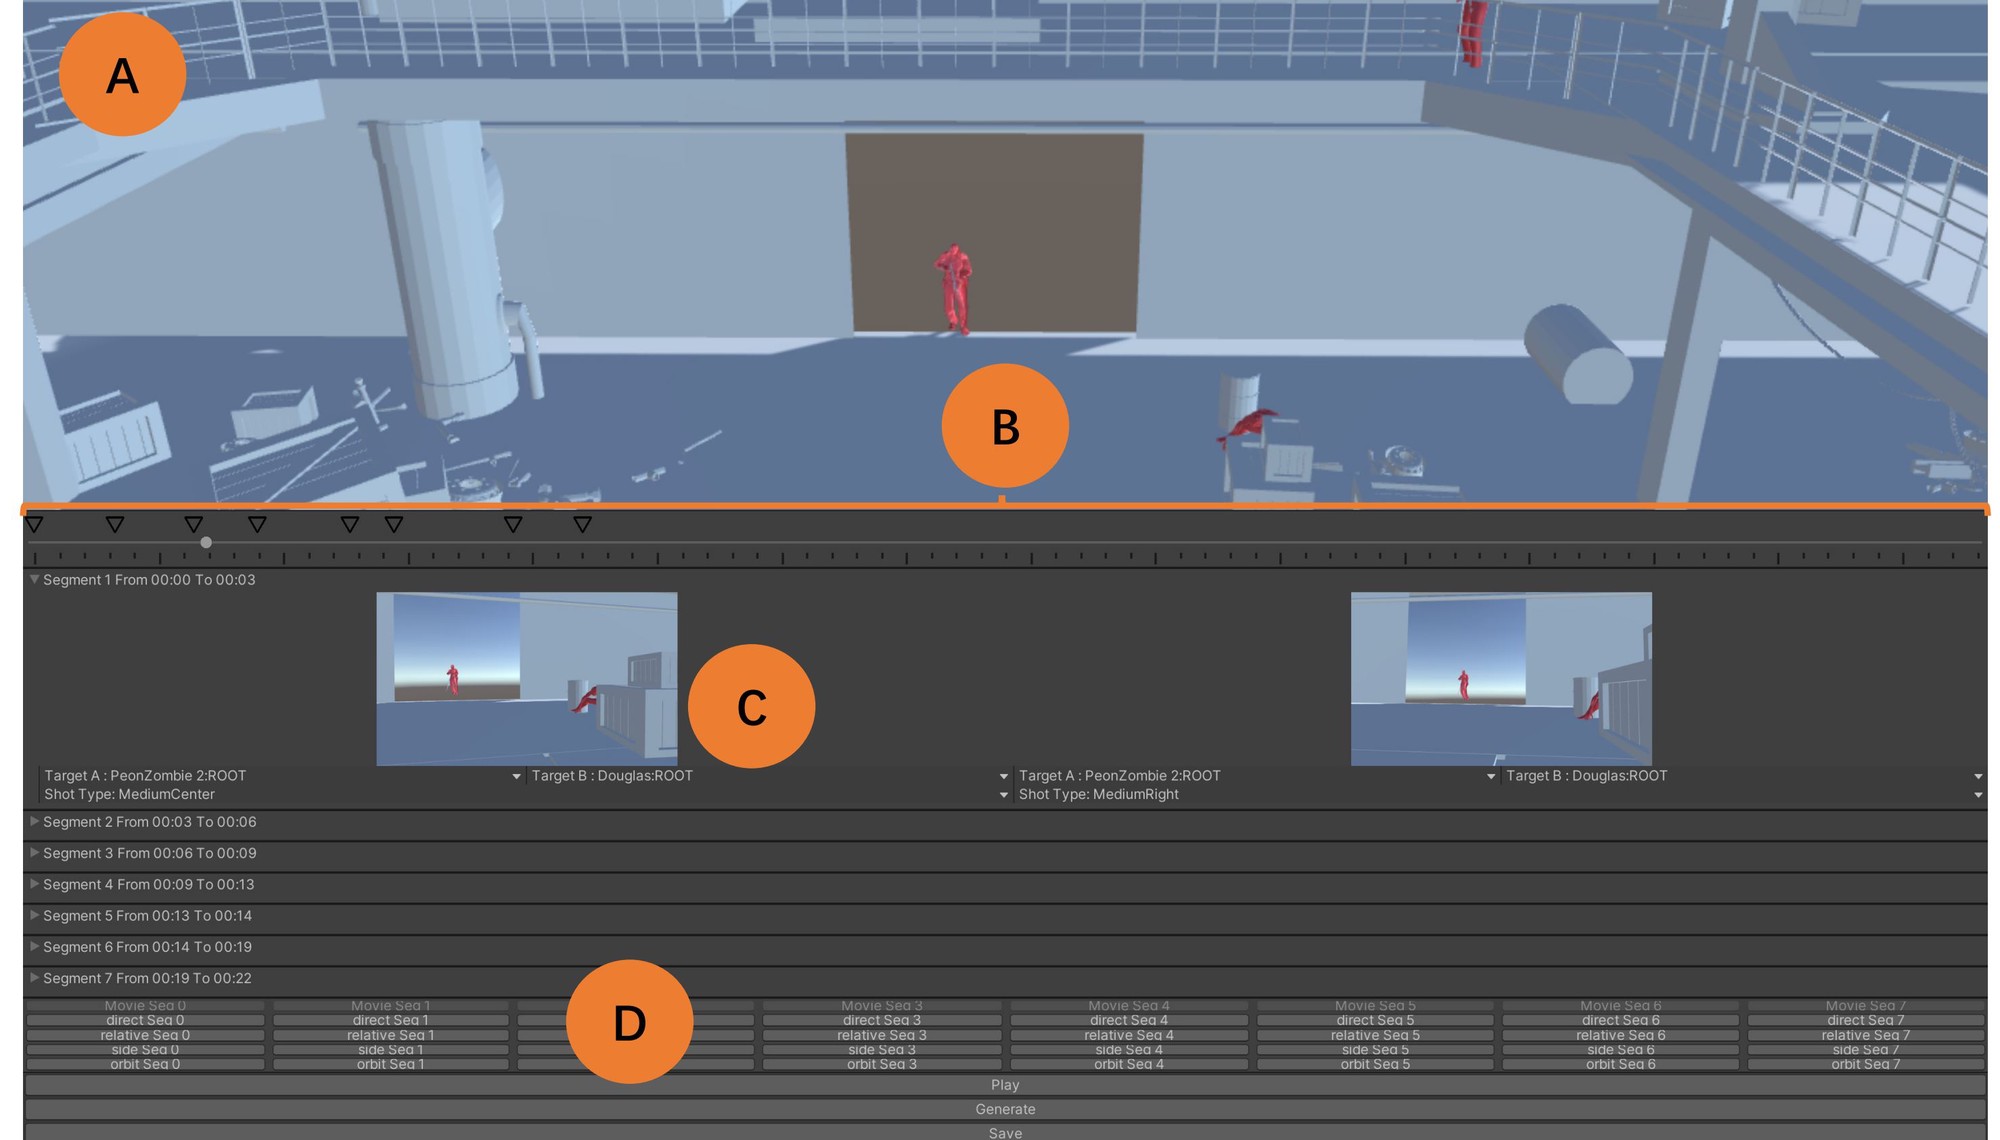 A
B
Segment 1 From 00:00 To 00:03
C
Target A : PeonZombie 2:ROOT Target B : Douglas:ROOT Target A : PeonZombie 2:ROOT Target B : Douglas:ROOT
Shot Type: MediumCenter Shot Type: MediumRight
Segment 2 From 00:03 To 00:06
Segment 3 From 00:06 To 00:09
Segment 4 From 00:09 To 00:13
Segment 5 From 00:13 To 00:14
Segment 6 From 00:14 To 00:19
Segment 7 From 00:19 To 00:22
D
Movie Seq 0 Movie Seq 1 Movie Seq 3 Movie Seq 4 Movie Seq 5 Movie Seq 6 Movie Seq 7
direct Seq 0 direct Seq 1 direct Seq 3 direct Seq 4 direct Seq 5 direct Seq 6 direct Seq 7
relative Seq 0 relative Seq 1 relative Seq 3 relative Seq 4 relative Seq 5 relative Seq 6 relative Seq 7
side Seq 0 side Seq 1 side Seq 3 side Seq 4 side Seq 5 side Seq 6 side Seq 7
orbit Seq 0 orbit Seq 1 orbit Seq 3 orbit Seq 4 orbit Seq 5 orbit Seq 6 orbit Seq 7
Play
Generate
Save